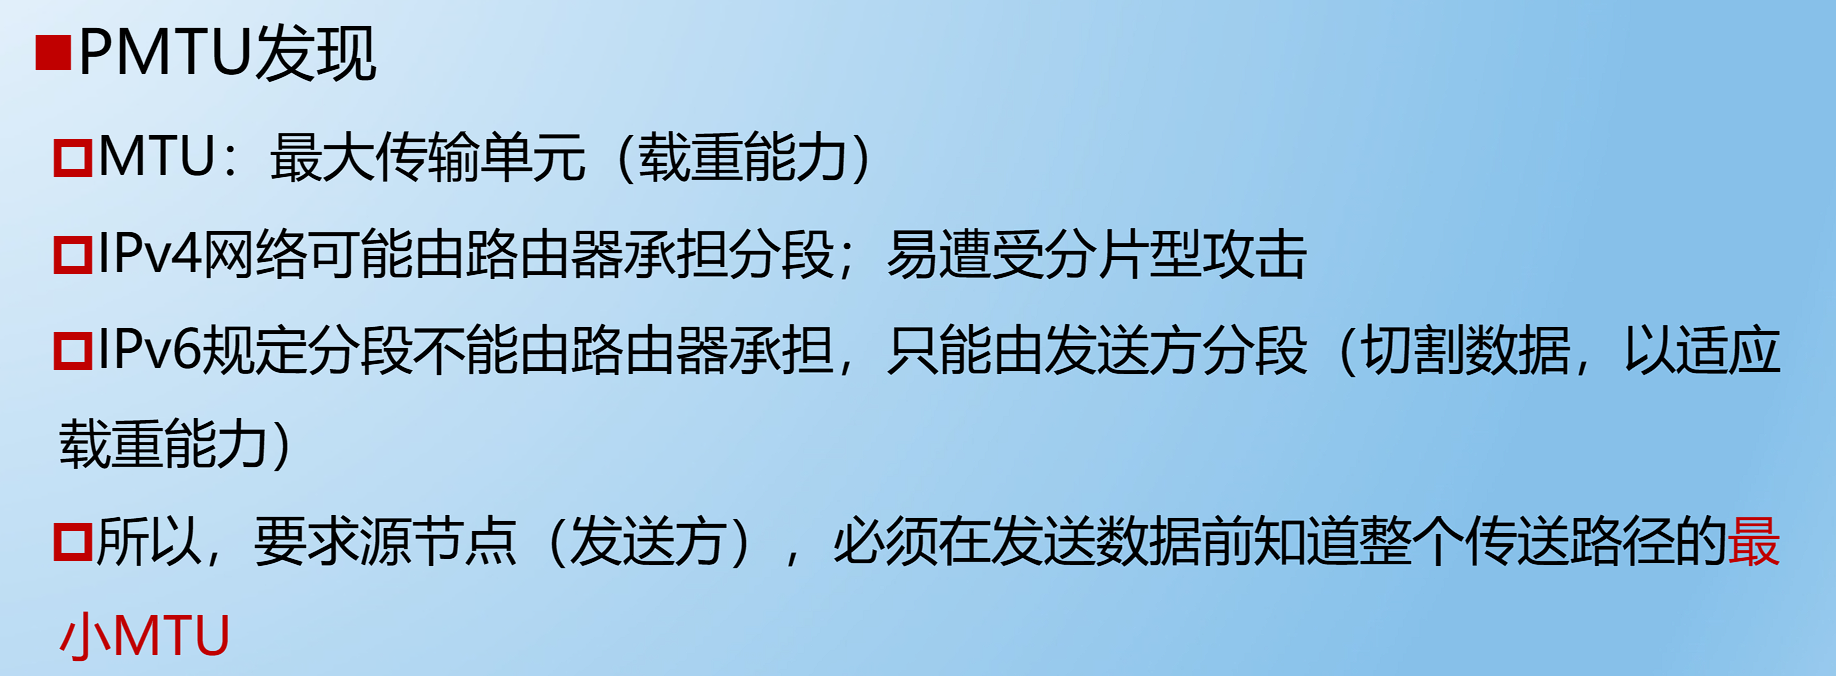 PMTU发现
MTU：最大传输单元（载重能力）
IPv4网络可能由路由器承担分段；易遭受分片型攻击
IPv6规定分段不能由路由器承担，只能由发送方分段（切割数据，以适应
载重能力）
所以，要求源节点（发送方），必须在发送数据前知道整个传送路径的最
小MTU